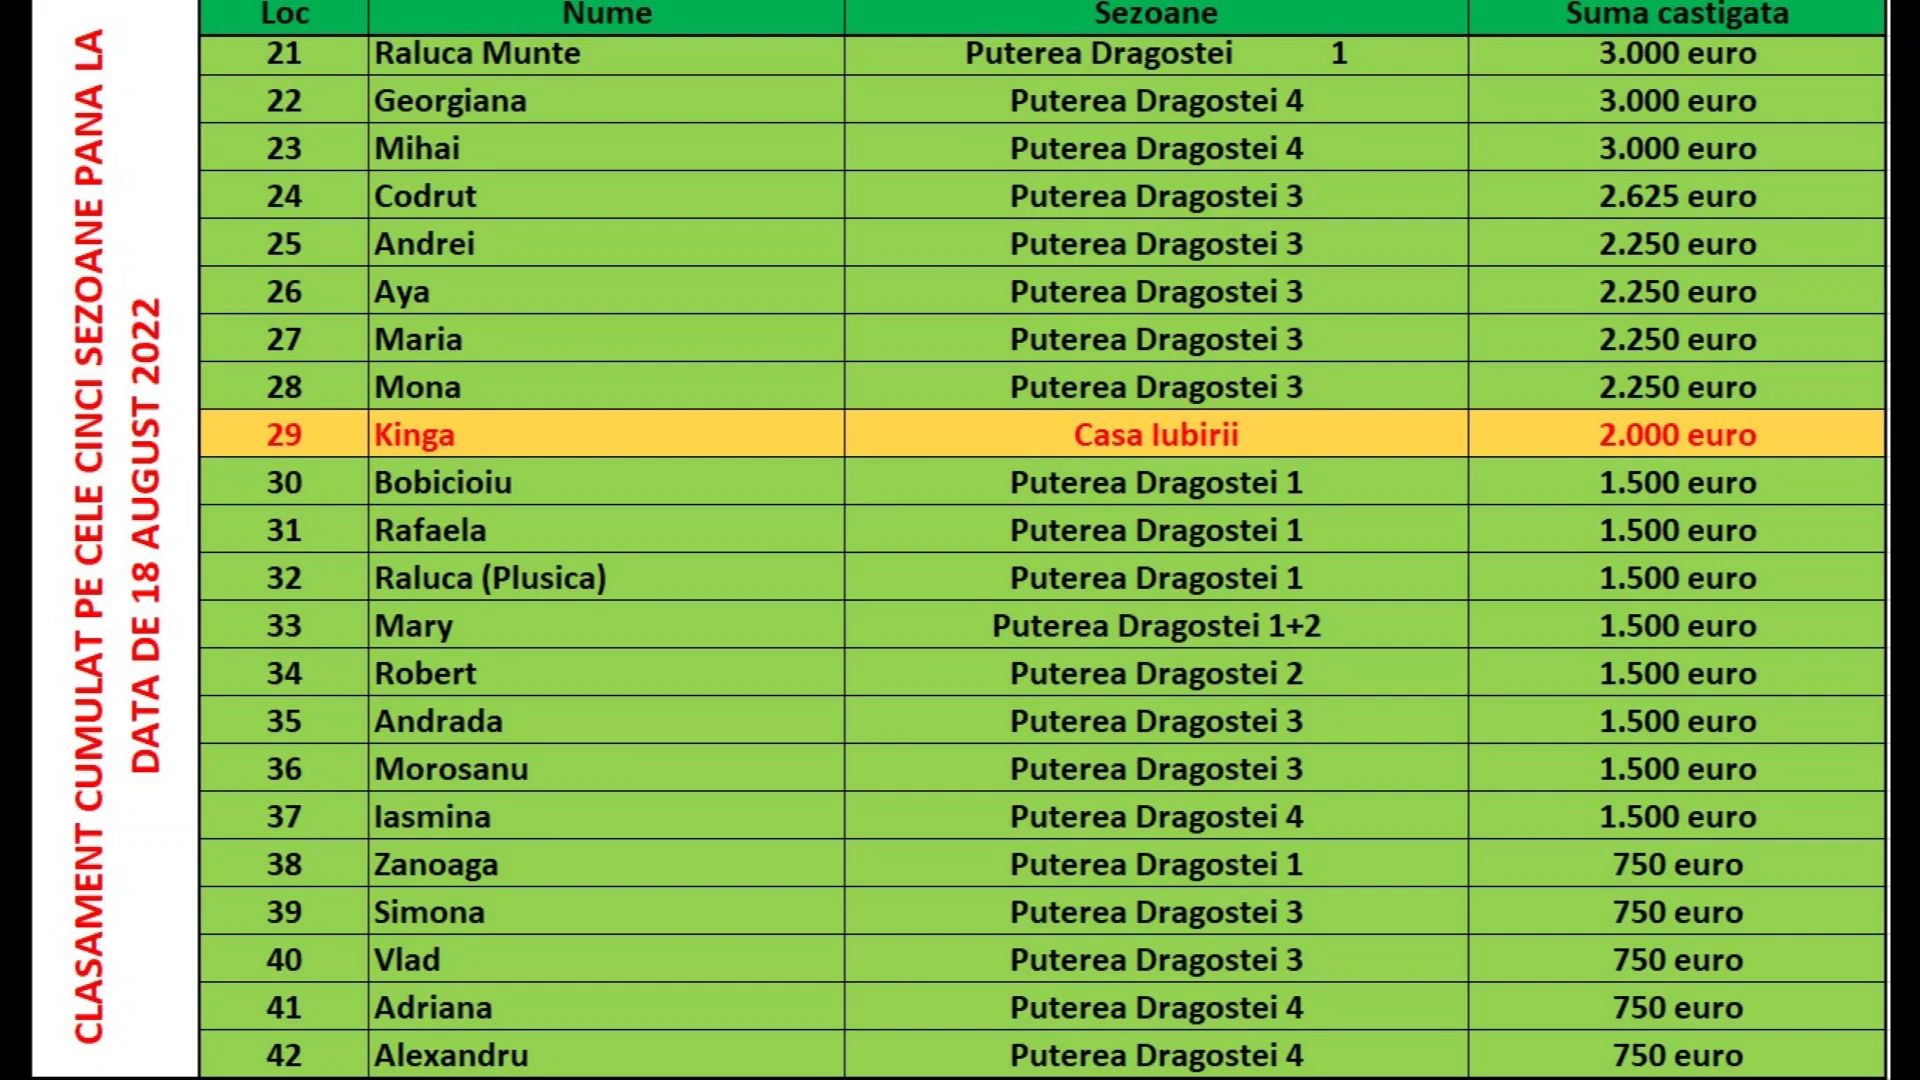 CLASAMENT CUMULAT PE CELE CINCI SEZOANE PANA LA
DATA DE 18 AUGUST 2022
Loc Nume Sezoane Suma castigata
21 Raluca Munte Puterea Dragostei 1 3.000 euro
22 Georgiana Puterea Dragostei 4 3.000 euro
23 Mihai Puterea Dragostei 4 3.000 euro
24 Codrut Puterea Dragostei 3 2.625 euro
25 Andrei Puterea Dragostei 3 2.250 euro
26 Aya Puterea Dragostei 3 2.250 euro
27 Maria Puterea Dragostei 3 2.250 euro
28 Mona Puterea Dragostei 3 2.250 euro
29 Kinga Casa Iubirii 2.000 euro
30 Bobicioiu Puterea Dragostei 1 1.500 euro
31 Rafaela Puterea Dragostei 1 1.500 euro
32 Raluca (Plusica) Puterea Dragostei 1 1.500 euro
33 Mary Puterea Dragostei 1+2 1.500 euro
34 Robert Puterea Dragostei 2 1.500 euro
35 Andrada Puterea Dragostei 3 1.500 euro
36 Morosanu Puterea Dragostei 3 1.500 euro
37 Iasmina Puterea Dragostei 4 1.500 euro
38 Zanoaga Puterea Dragostei 1 750 euro
39 Simona Puterea Dragostei 3 750 euro
40 Vlad Puterea Dragostei 3 750 euro
41 Adriana Puterea Dragostei 4 750 euro
42 Alexandru Puterea Dragostei 4 750 euro